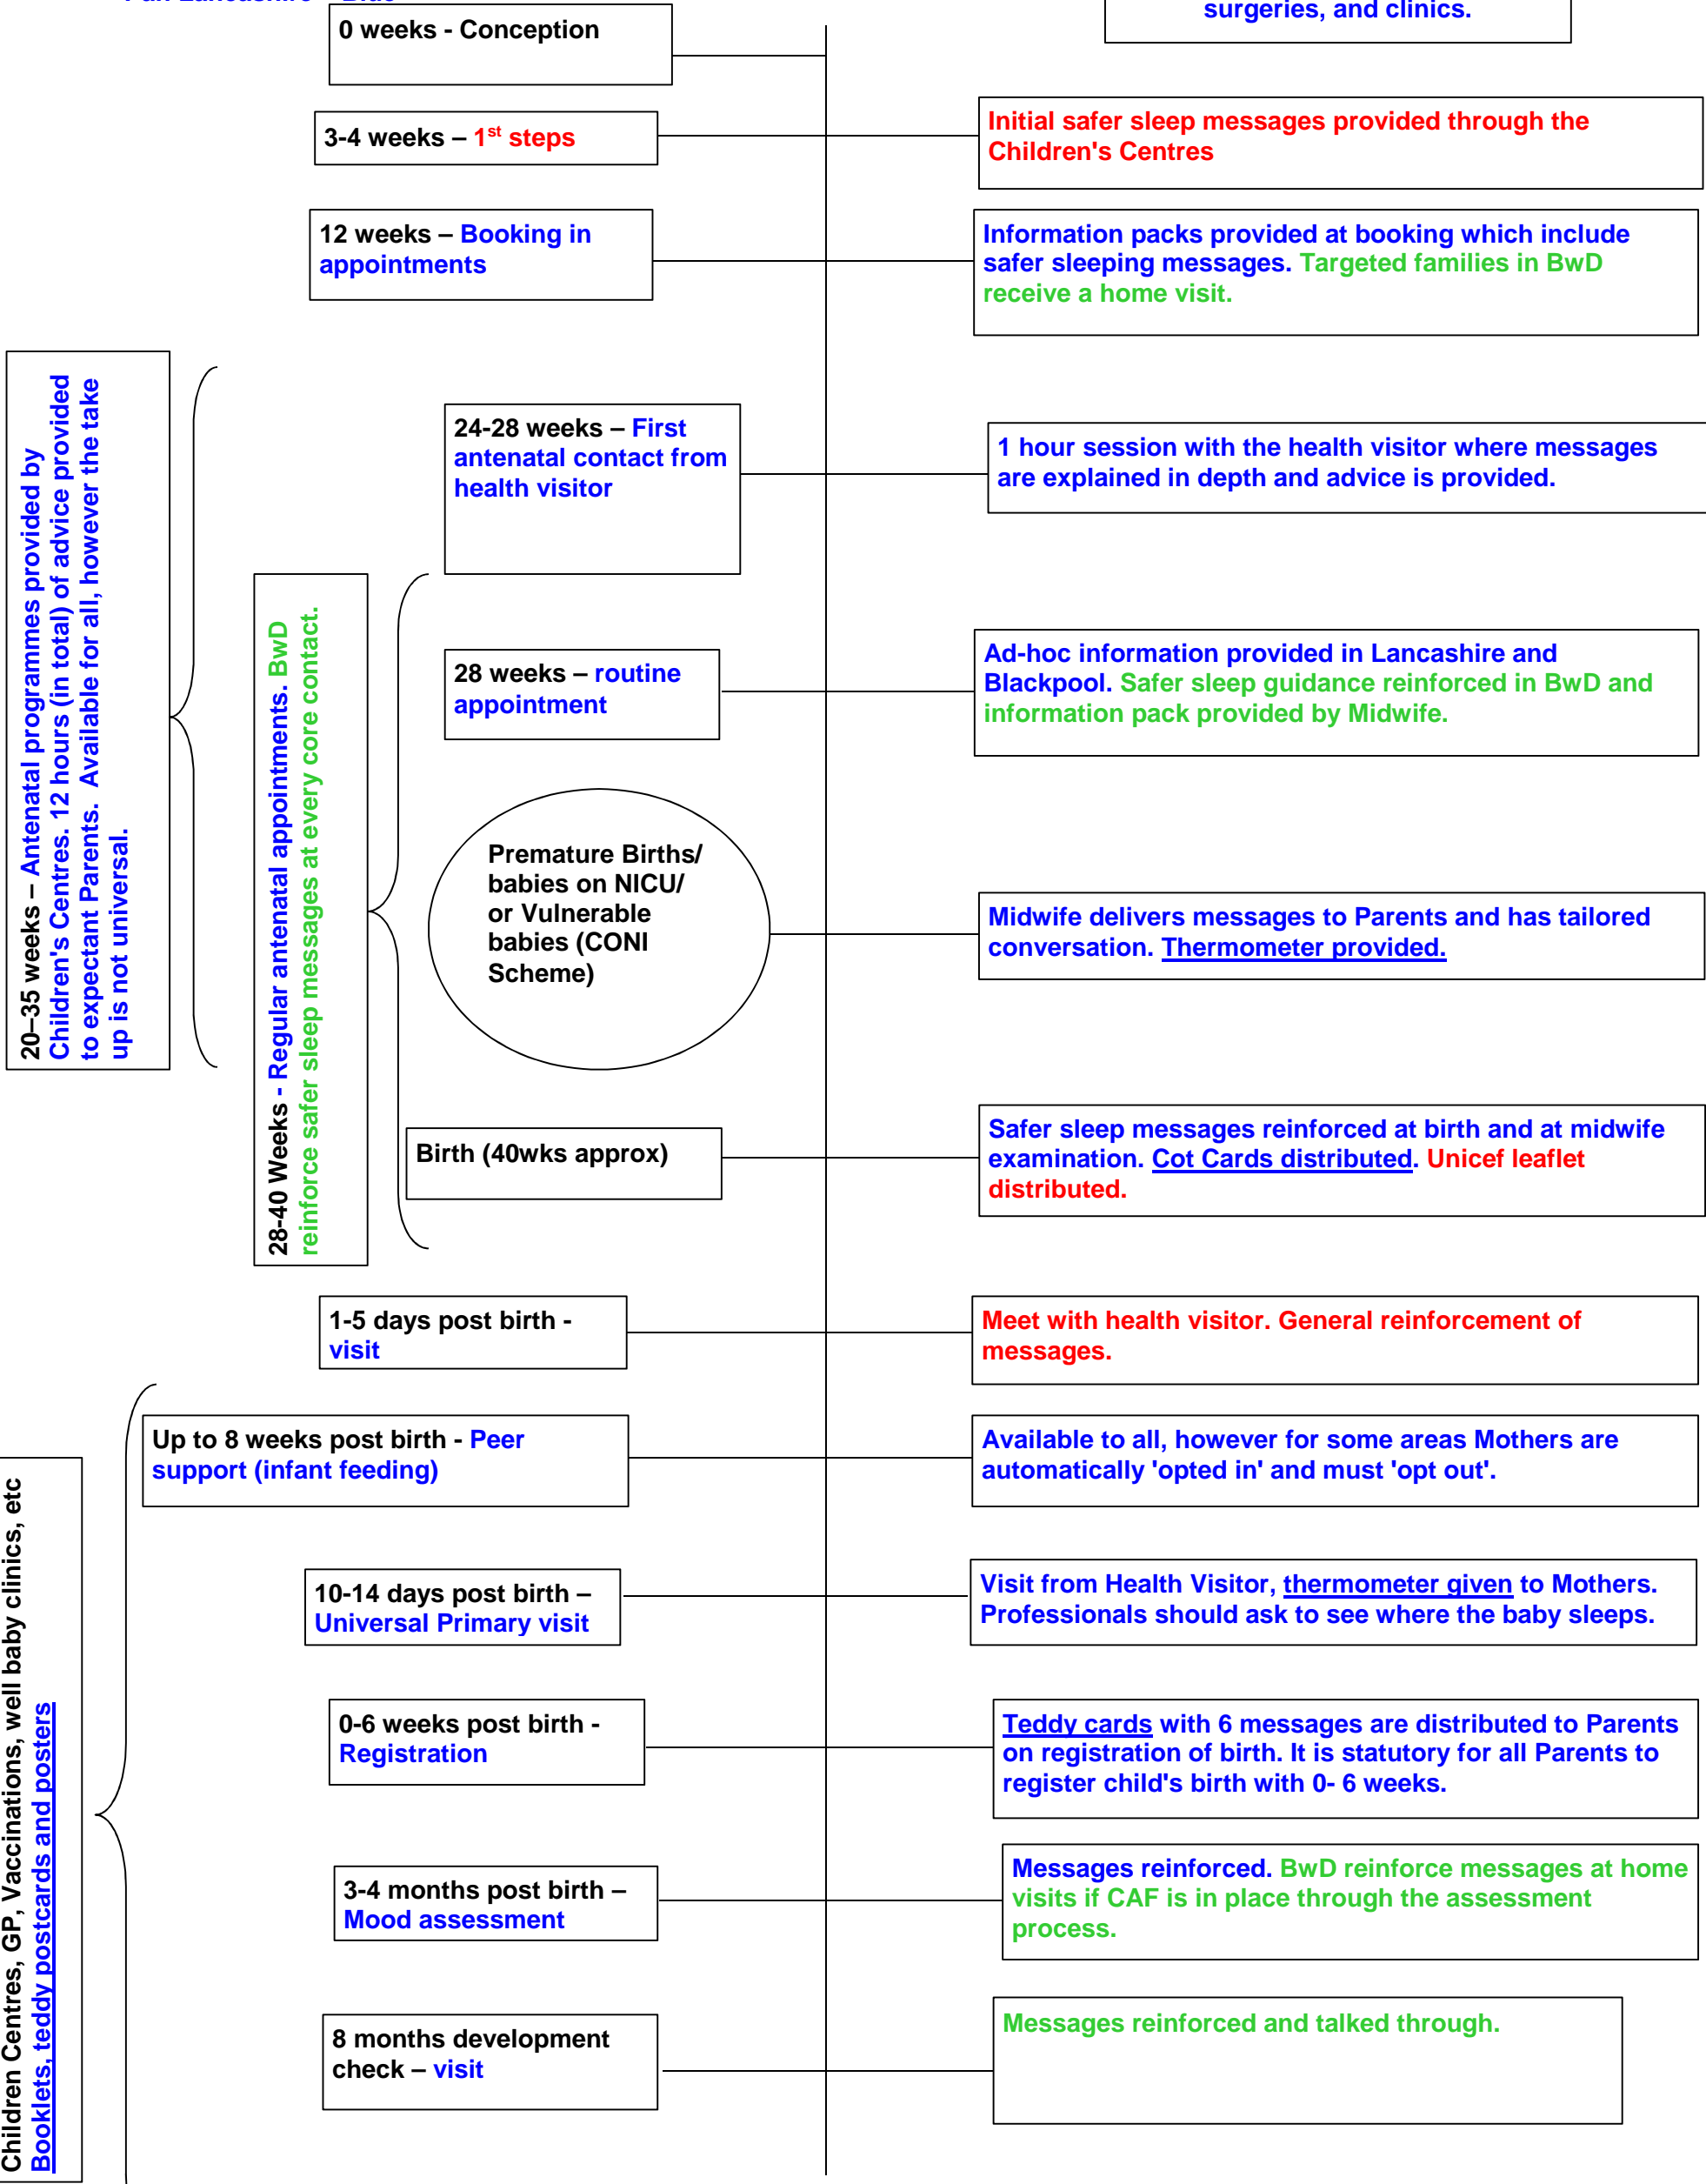 surgeries, and clinics.
0 weeks - Conception
3-4 weeks – 1st steps
Initial safer sleep messages provided through the
Children's Centres
12 weeks – Booking in
appointments
Information packs provided at booking which include
safer sleeping messages. Targeted families in BwD
receive a home visit.
20–35 weeks – Antenatal programmes provided by
Children's Centres. 12 hours (in total) of advice provided
to expectant Parents.  Available for all, however the take
up is not universal.
24-28 weeks – First
antenatal contact from
health visitor
1 hour session with the health visitor where messages
are explained in depth and advice is provided.
28-40 Weeks - Regular antenatal appointments. BwD
reinforce safer sleep messages at every core contact.
28 weeks – routine
appointment
Ad-hoc information provided in Lancashire and
Blackpool. Safer sleep guidance reinforced in BwD and
information pack provided by Midwife.
Premature Births/
babies on NICU/
or Vulnerable
babies (CONI
Scheme)
Midwife delivers messages to Parents and has tailored
conversation. Thermometer provided.
Birth (40wks approx)
Safer sleep messages reinforced at birth and at midwife
examination. Cot Cards distributed. Unicef leaflet
distributed.
1-5 days post birth -
visit
Meet with health visitor. General reinforcement of
messages.
Up to 8 weeks post birth - Peer
support (infant feeding)
Available to all, however for some areas Mothers are
automatically 'opted in' and must 'opt out'.
Children Centres, GP, Vaccinations, well baby clinics, etc
Booklets, teddy postcards and posters
10-14 days post birth –
Universal Primary visit
Visit from Health Visitor, thermometer given to Mothers.
Professionals should ask to see where the baby sleeps.
0-6 weeks post birth -
Registration
Teddy cards with 6 messages are distributed to Parents
on registration of birth. It is statutory for all Parents to
register child's birth with 0- 6 weeks.
3-4 months post birth –
Mood assessment
Messages reinforced. BwD reinforce messages at home
visits if CAF is in place through the assessment
process.
8 months development
check – visit
Messages reinforced and talked through.